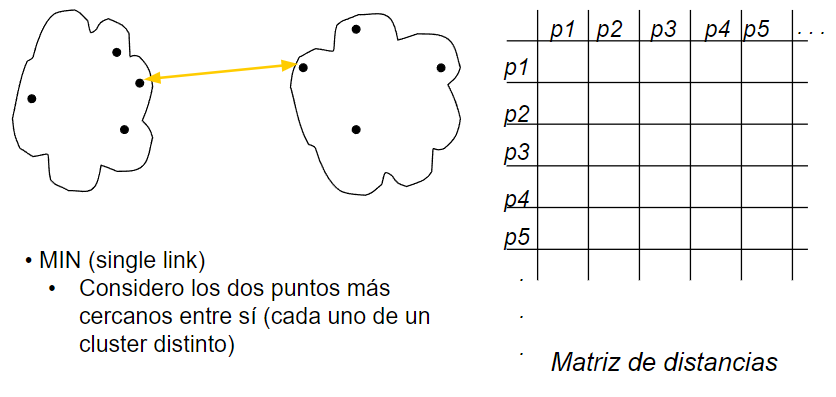 p1 p2 p3 p4 p5 . . .
p1
p2
p3
p4
p5
.
.
.
Matriz de distancias
• MIN (single link)
• Considero los dos puntos más
cercanos entre sí (cada uno de un
cluster distinto)